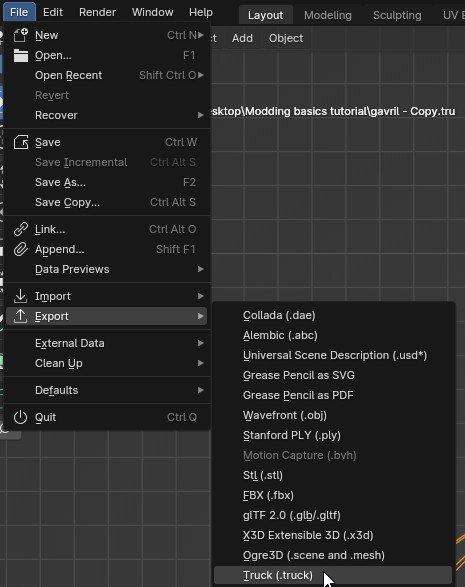 File Edit Render Window Help Layout Modeling Sculpting UV
New Ctrl N
Open... F1
Open Recent Shift Ctrl O
Revert
Recover
Save Ctrl W
Save Incremental Ctrl Alt S
Save As... F2
Save Copy... Ctrl Alt S
Link... Ctrl Alt O
Append... Shift F1
Data Previews
Import
Export
External Data
Clean Up
Defaults
Quit Ctrl Q
ct Add Object
sktop\Modding basics tutorial\gavril - Copy.tru
Collada (.dae)
Alembic (.abc)
Universal Scene Description (.usd*)
Grease Pencil as SVG
Grease Pencil as PDF
Wavefront (.obj)
Stanford PLY (.ply)
Motion Capture (.bvh)
Stl (.stl)
FBX (.fbx)
glTF 2.0 (.glb/.gltf)
X3D Extensible 3D (.x3d)
Ogre3D (.scene and .mesh)
Truck (.truck)